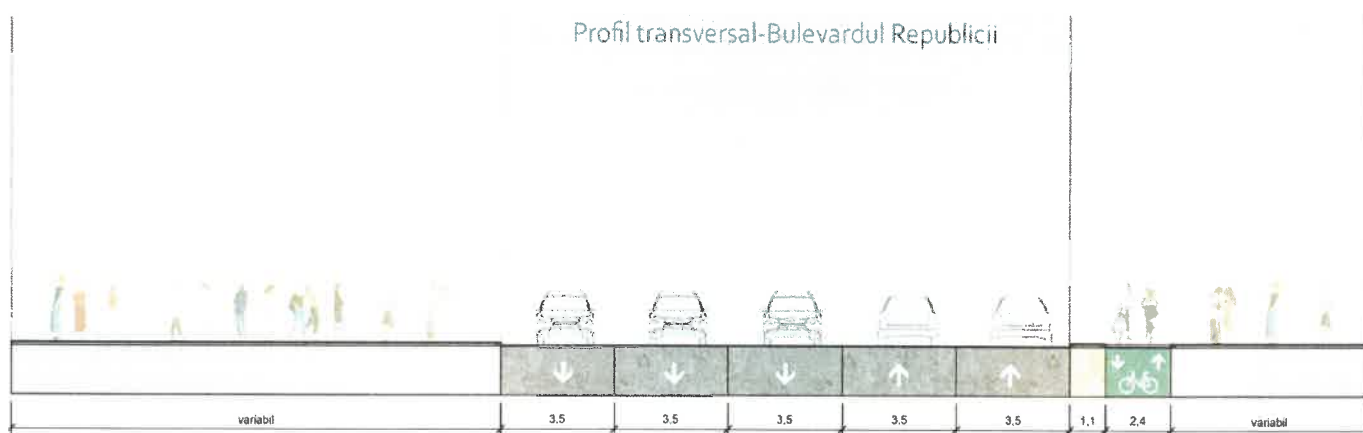 Profil transversal-Bulevardul Republicii
variabil 3.5 3.5 3,5 3,5 3,5 1,1 2,4 variabil